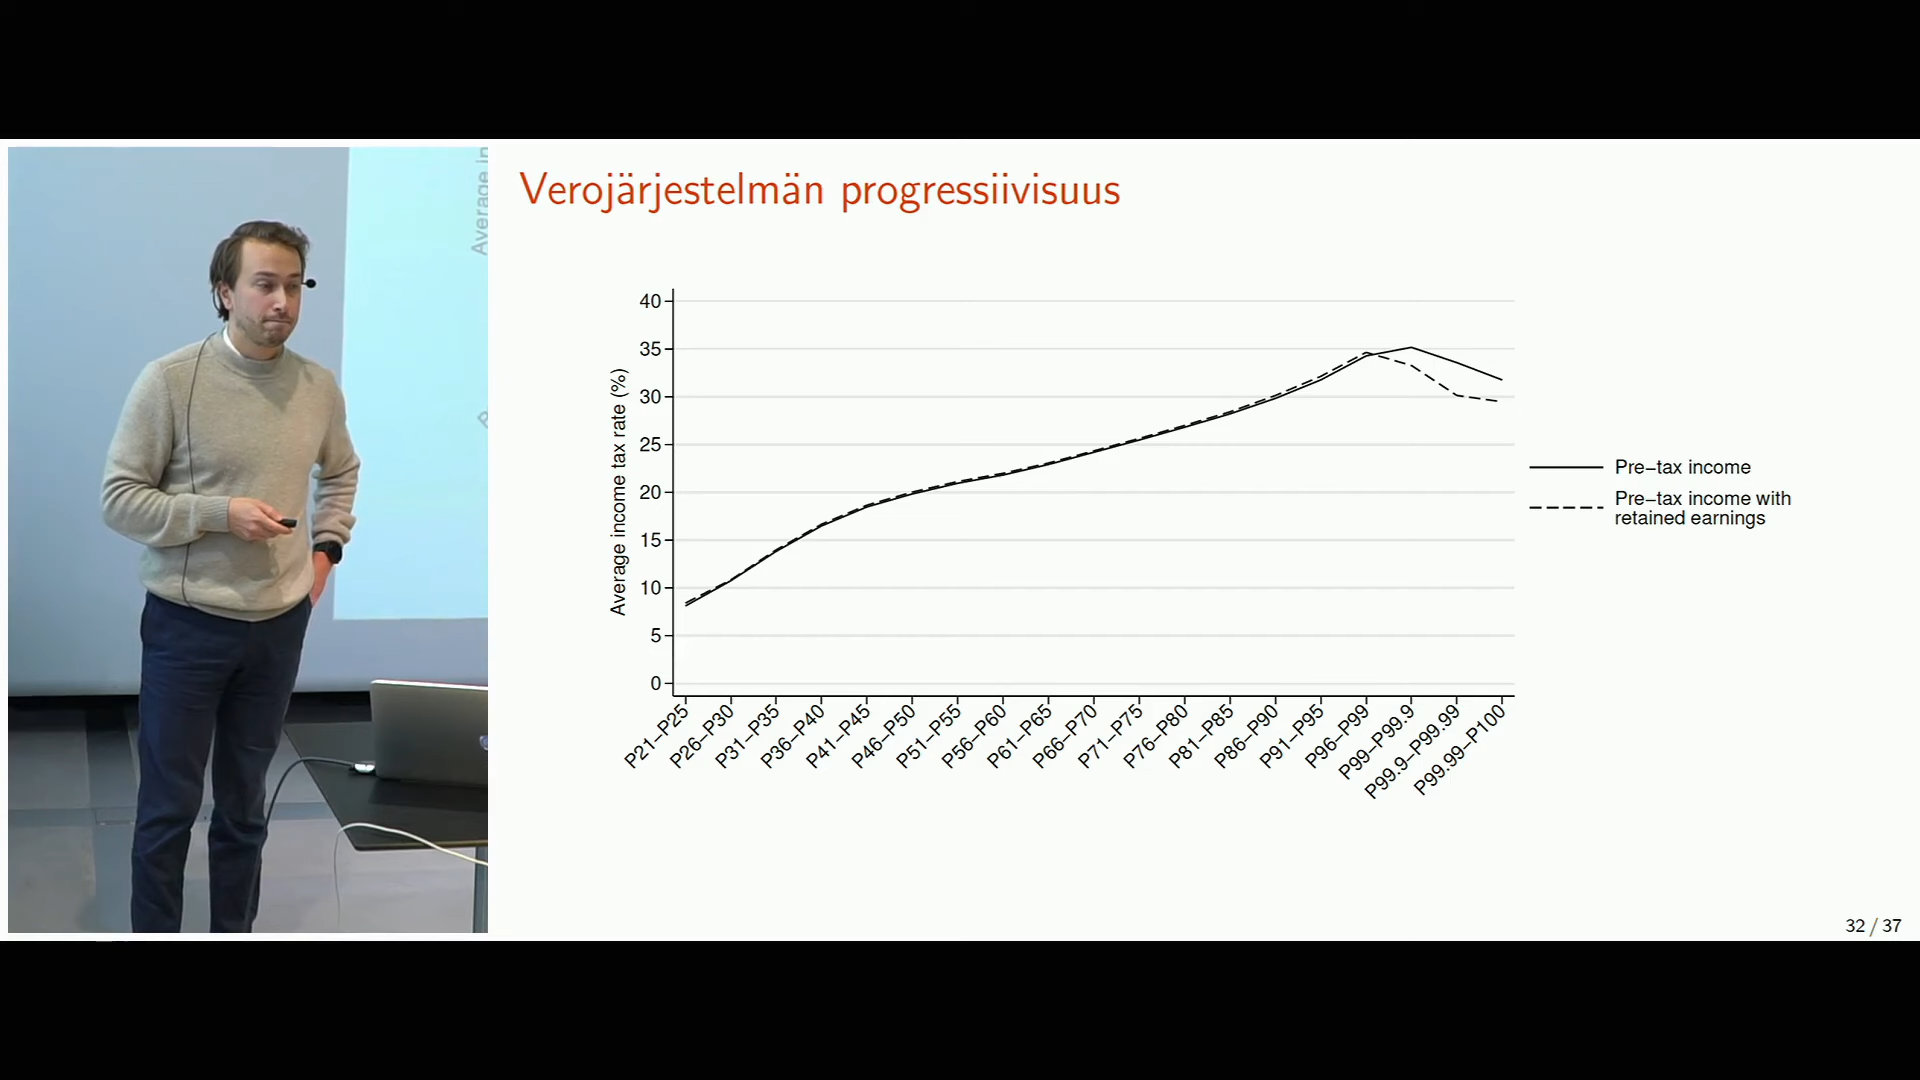 Average in
Verojärjestelmän progressiivisuus
Average income tax rate (%)
40
35
30
25
20
15
10
5
0
P21–P25
P26–P30
P31–P35
P36–P40
P41–P45
P46–P50
P51–P55
P56–P60
P61–P65
P66–P70
P71–P75
P76–P80
P81–P85
P86–P90
P91–P95
P96–P99
P99–P99.9
P99.9–P99.99
P99.99–P100
Pre–tax income
Pre–tax income with
retained earnings
32 / 37